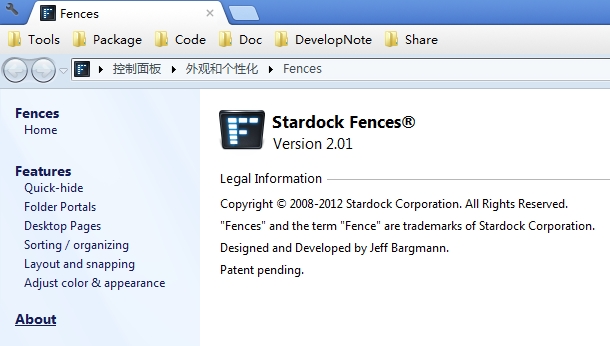 Fences
Tools Package Code Doc DevelopNote Share
控制面板 外观和个性化 Fences
Fences
Home
Features
Quick-hide
Folder Portals
Desktop Pages
Sorting / organizing
Layout and snapping
Adjust color & appearance
About
Stardock Fences®
Version 2.01
Legal Information
Copyright © 2008-2012 Stardock Corporation. All Rights Reserved.
"Fences" and the term "Fence" are trademarks of Stardock Corporation.
Designed and Developed by Jeff Bargmann.
Patent pending.